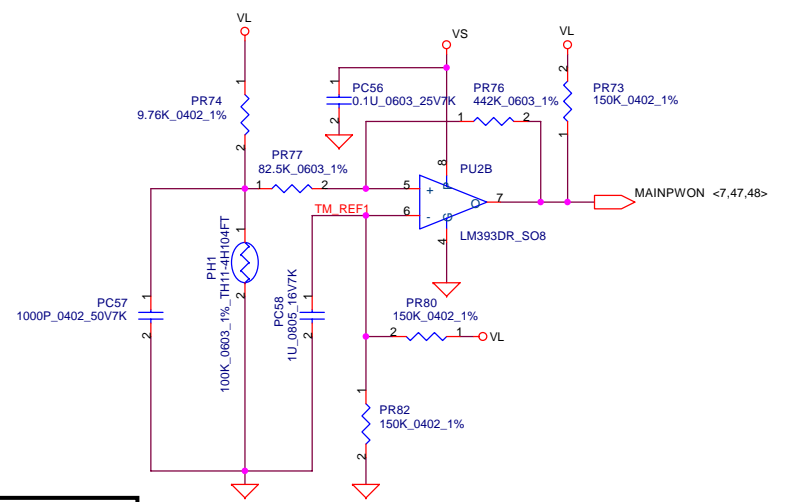 VL
VS
VL
1
PR74
9.76K_0402_1%
2
1
PC56
0.1U_0603_25V7K
2
PR76
442K_0603_1%
1
2
2
PR73
150K_0402_1%
1
PR77
82.5K_0603_1%
1
2
8
PU2B
5
+
P
O
7
MAINPWON <7,47,48>
TM_REF1
6
-
G
4
LM393DR_SO8
1
PH1
100K_0603_1%_TH11-4H104FT
2
1
PC57
1000P_0402_50V7K
2
1
PC58
1U_0805_16V7K
2
PR80
150K_0402_1%
2
1
VL
1
PR82
150K_0402_1%
2